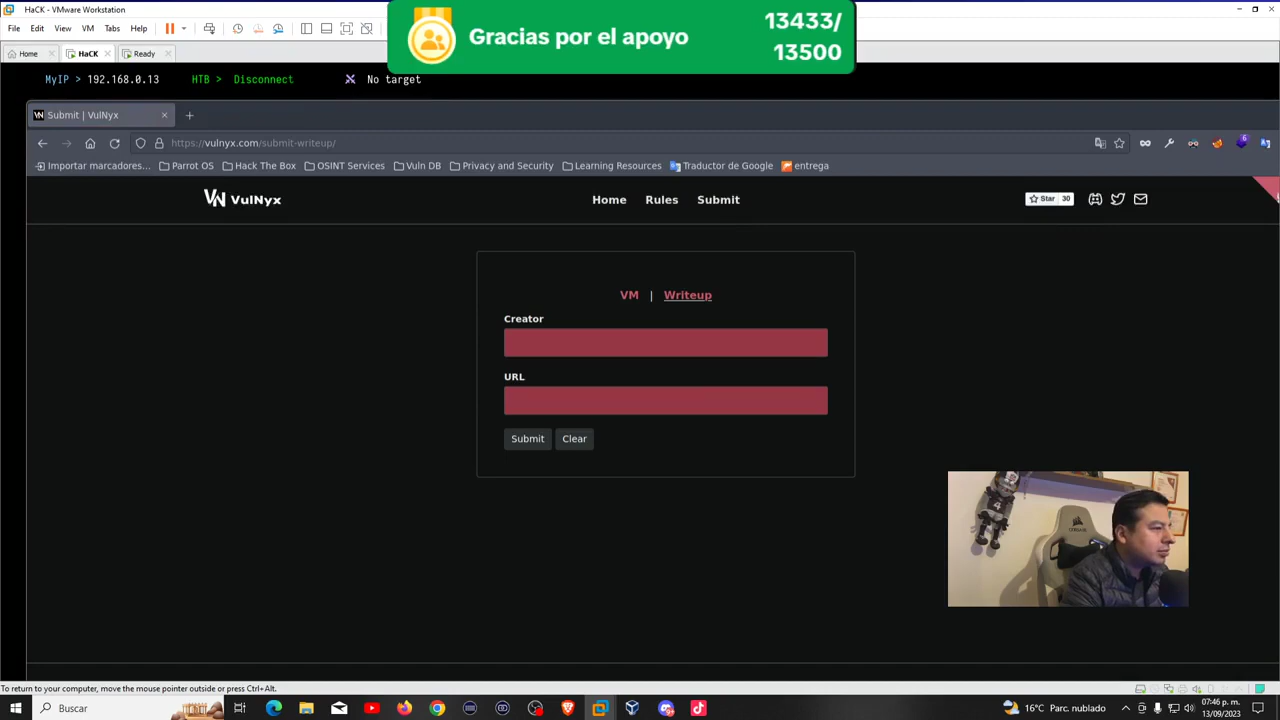 HaCK - VMware Workstation
File Edit View VM Tabs Help
Gracias por el apoyo
13433/
13500
Home
HaCK
Ready
MyIP > 192.168.0.13 HTB > Disconnect No target
Submit | VulNyx
https://vulnyx.com/submit-writeup/
6
Importar marcadores... Parrot OS Hack The Box OSINT Services Vuln DB Privacy and Security Learning Resources Traductor de Google entrega
VN VulNyx
Home Rules Submit
Star 30
VM | Writeup
Creator
URL
Submit Clear
To return to your computer, move the mouse pointer outside or press Ctrl+Alt.
Buscar
16°C Parc. nublado
07:46 p. m.
13/09/2023